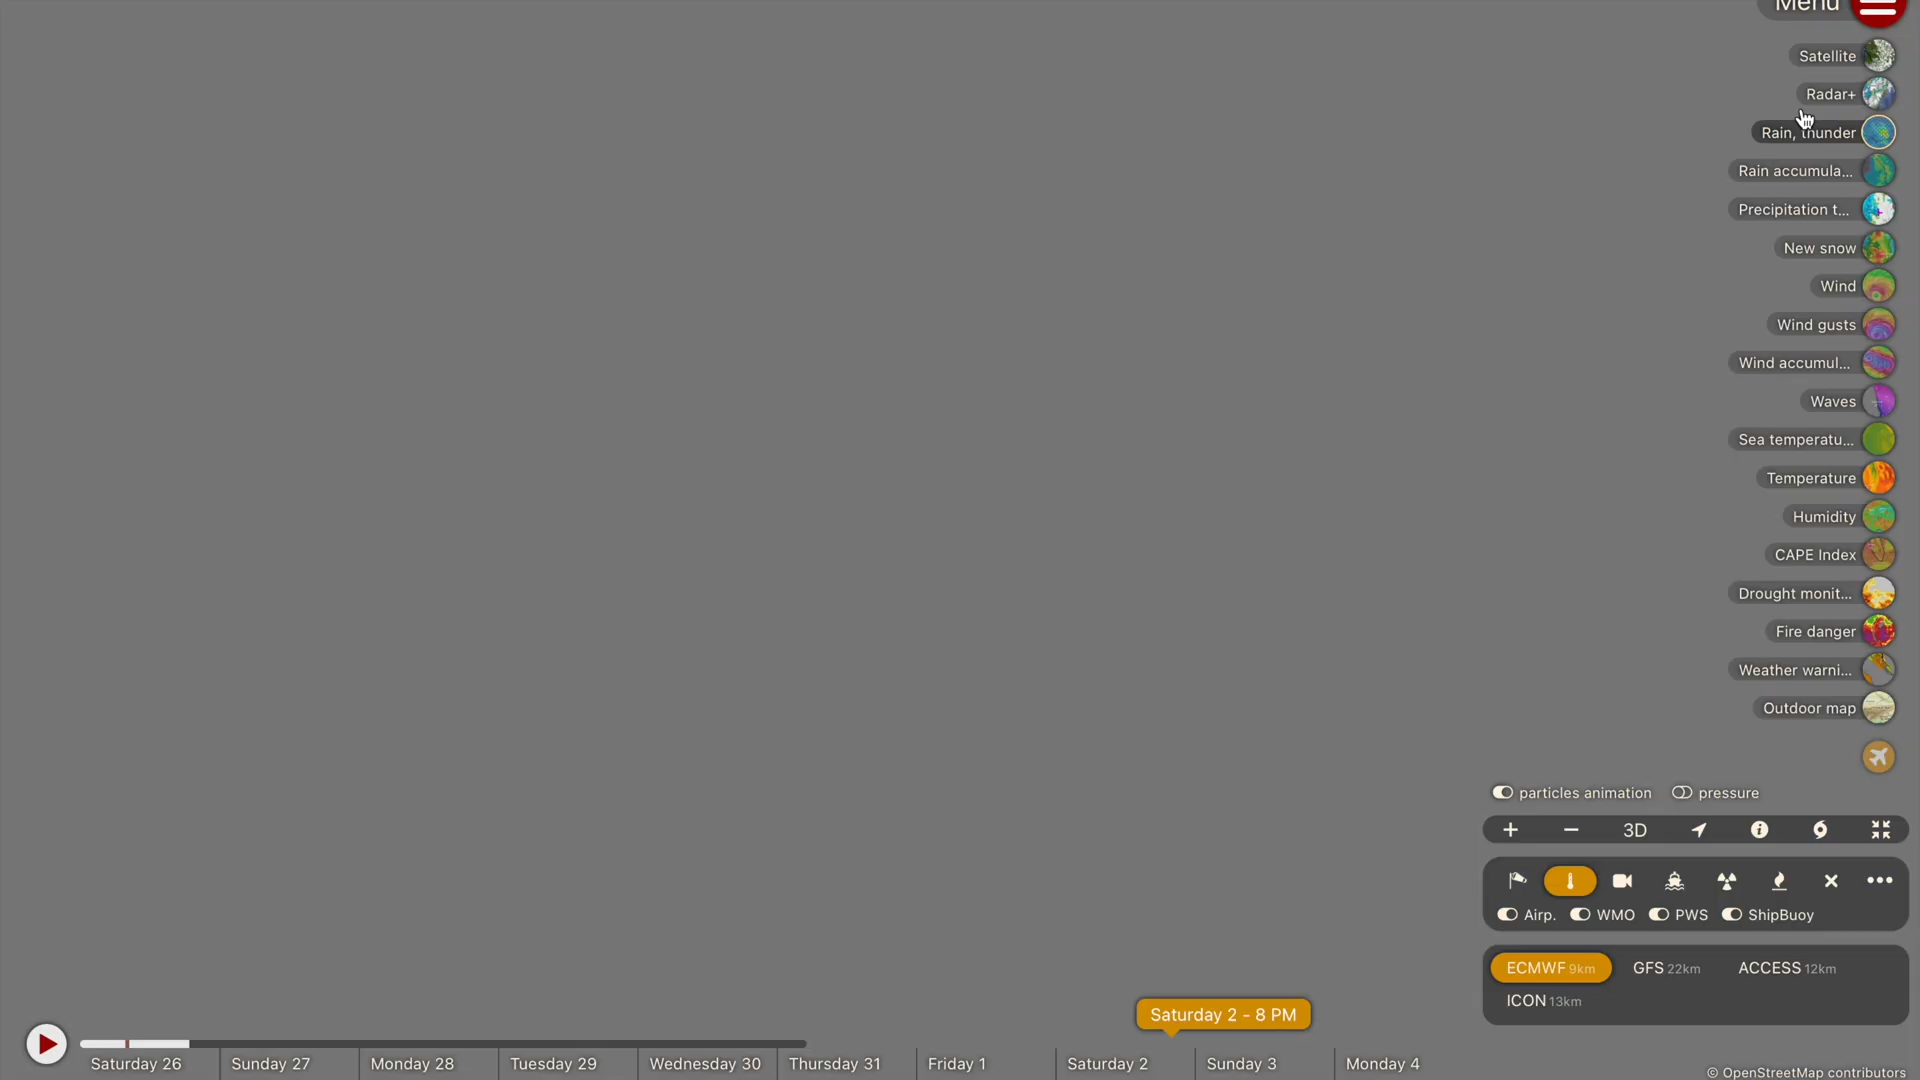 Menu
Satellite
Radar+
Rain, thunder
Rain accumula...
Precipitation t...
New snow
Wind
Wind gusts
Wind accumul...
Waves
Sea temperatu...
Temperature
Humidity
CAPE Index
Drought monit...
Fire danger
Weather warni...
Outdoor map
particles animation pressure
+ − 3D
Airp. WMO PWS ShipBuoy
ECMWF 9km GFS 22km ACCESS 12km
ICON 13km
Saturday 2 - 8 PM
Saturday 26 Sunday 27 Monday 28 Tuesday 29 Wednesday 30 Thursday 31 Friday 1 Saturday 2 Sunday 3 Monday 4
© OpenStreetMap contributors